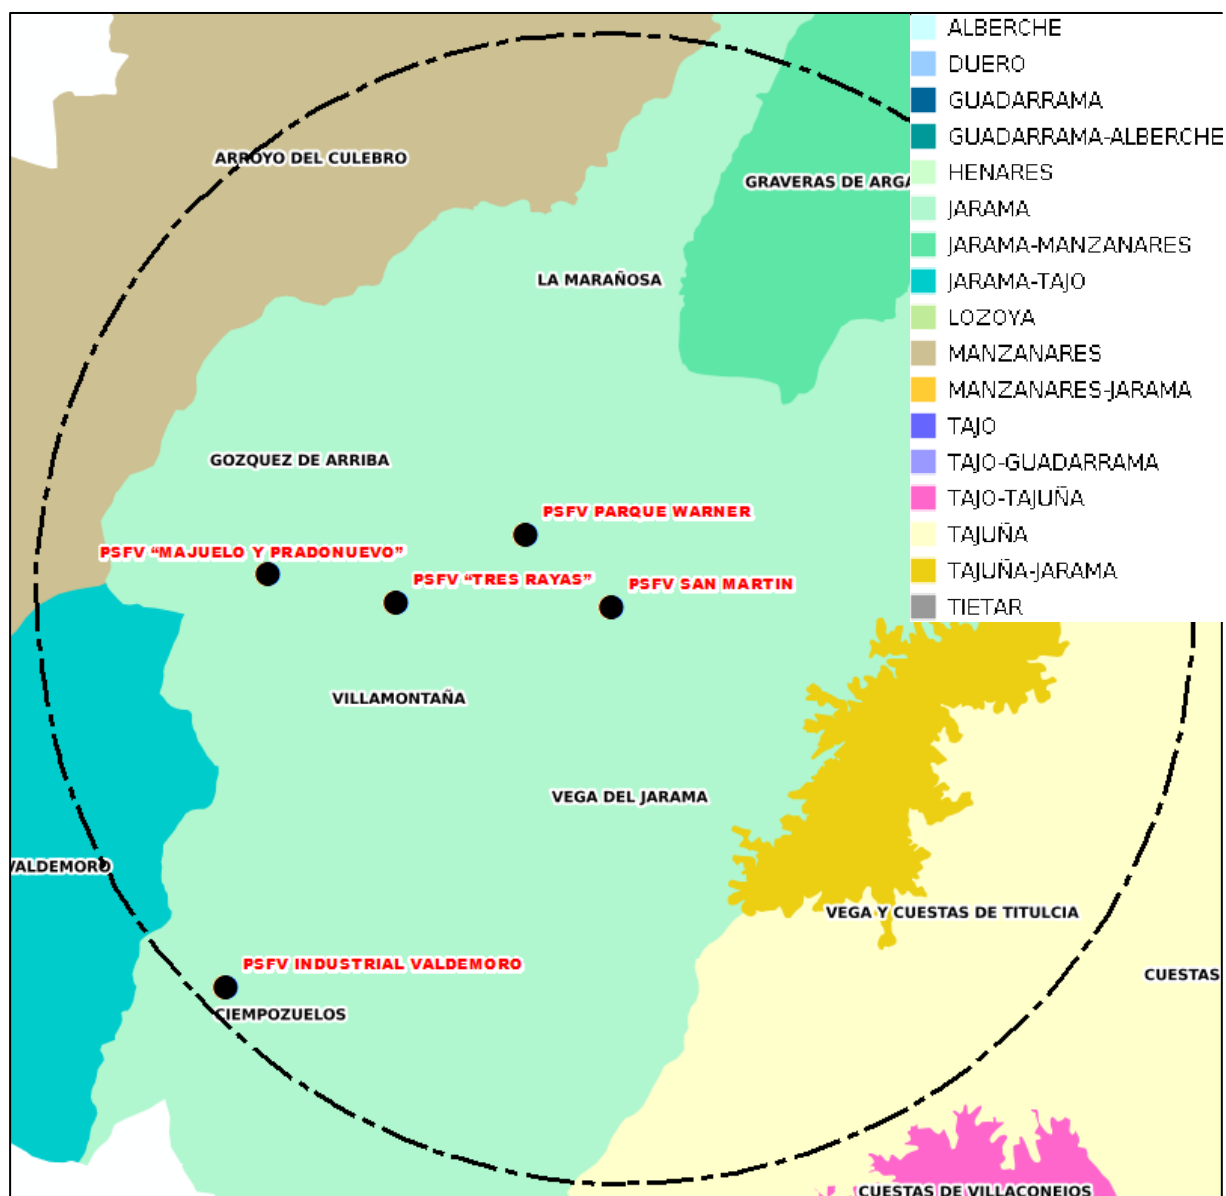 ALBERCHE
DUERO
GUADARRAMA
GUADARRAMA-ALBERCHE
HENARES
JARAMA
JARAMA-MANZANARES
JARAMA-TAJO
LOZOYA
MANZANARES
MANZANARES-JARAMA
TAJO
TAJO-GUADARRAMA
TAJO-TAJUÑA
TAJUÑA
TAJUÑA-JARAMA
TIETAR
ARROYO DEL CULEBRO
GRAVERAS DE ARGA
LA MARAÑOSA
GOZQUEZ DE ARRIBA
PSFV PARQUE WARNER
PSFV “MAJUELO Y PRADONUEVO”
PSFV “TRES RAYAS”
PSFV SAN MARTIN
VILLAMONTAÑA
VEGA DEL JARAMA
VALDEMORO
VEGA Y CUESTAS DE TITULCIA
PSFV INDUSTRIAL VALDEMORO
CUESTAS
CIEMPOZUELOS
CUESTAS DE VILLACONEJOS